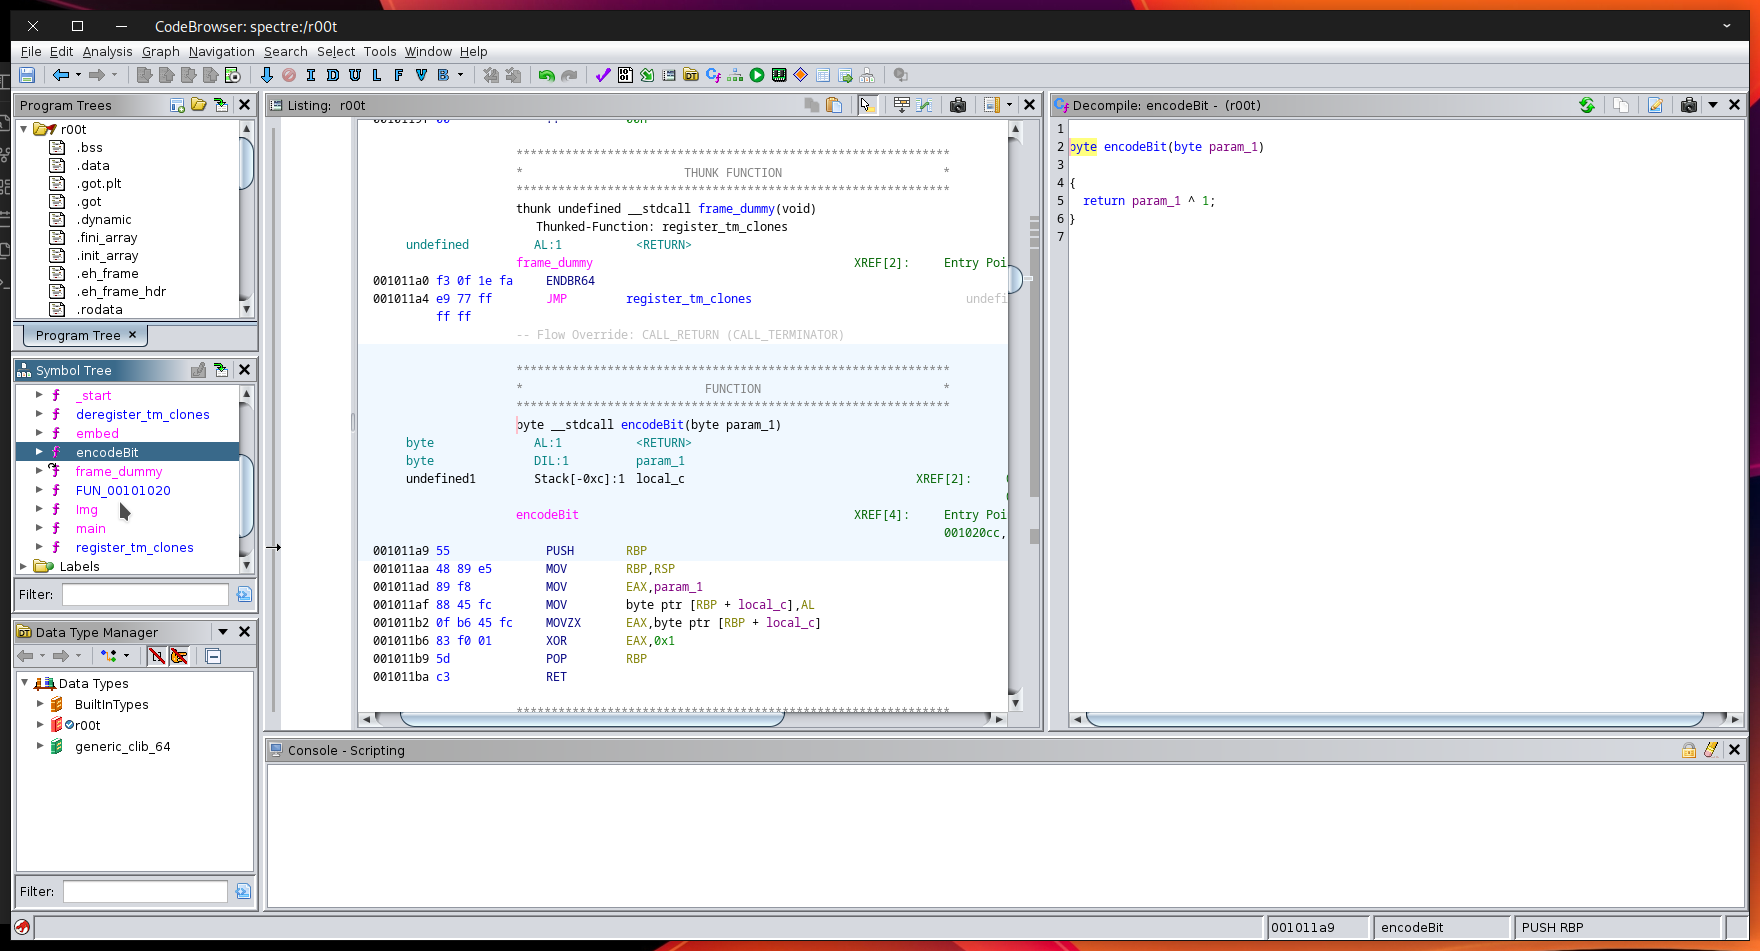 CodeBrowser: spectre:/r00t
File Edit Analysis Graph Navigation Search Select Tools Window Help
I D U L F V B
Program Trees
r00t
.bss
.data
.got.plt
.got
.dynamic
.fini_array
.init_array
.eh_frame
.eh_frame_hdr
.rodata
Program Tree ×
Symbol Tree
_start
deregister_tm_clones
embed
encodeBit
frame_dummy
FUN_00101020
Img
main
register_tm_clones
Labels
Filter:
Data Type Manager
Data Types
BuiltInTypes
r00t
generic_clib_64
Filter:
Listing: r00t
**************************************************************
* THUNK FUNCTION *
**************************************************************
thunk undefined __stdcall frame_dummy(void)
Thunked-Function: register_tm_clones
undefined AL:1 <RETURN>
frame_dummy XREF[2]: Entry Poi
001011a0 f3 0f 1e fa ENDBR64
001011a4 e9 77 ff JMP register_tm_clones undefi
ff ff
-- Flow Override: CALL_RETURN (CALL_TERMINATOR)
**************************************************************
* FUNCTION *
**************************************************************
byte __stdcall encodeBit(byte param_1)
byte AL:1 <RETURN>
byte DIL:1 param_1
undefined1 Stack[-0xc]:1 local_c XREF[2]:
encodeBit XREF[4]: Entry Poi
001020cc,
001011a9 55 PUSH RBP
001011aa 48 89 e5 MOV RBP,RSP
001011ad 89 f8 MOV EAX,param_1
001011af 88 45 fc MOV byte ptr [RBP + local_c],AL
001011b2 0f b6 45 fc MOVZX EAX,byte ptr [RBP + local_c]
001011b6 83 f0 01 XOR EAX,0x1
001011b9 5d POP RBP
001011ba c3 RET
**************************************************************
Decompile: encodeBit - (r00t)
1
2 byte encodeBit(byte param_1)
3
4 {
5 return param_1 ^ 1;
6 }
7
Console - Scripting
001011a9 encodeBit PUSH RBP